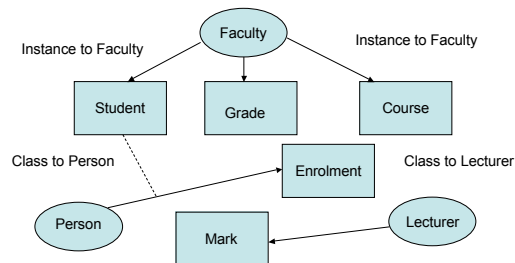 Faculty
Instance to Faculty
Instance to Faculty
Student
Grade
Course
Class to Person
Enrolment
Class to Lecturer
Person
Mark
Lecturer